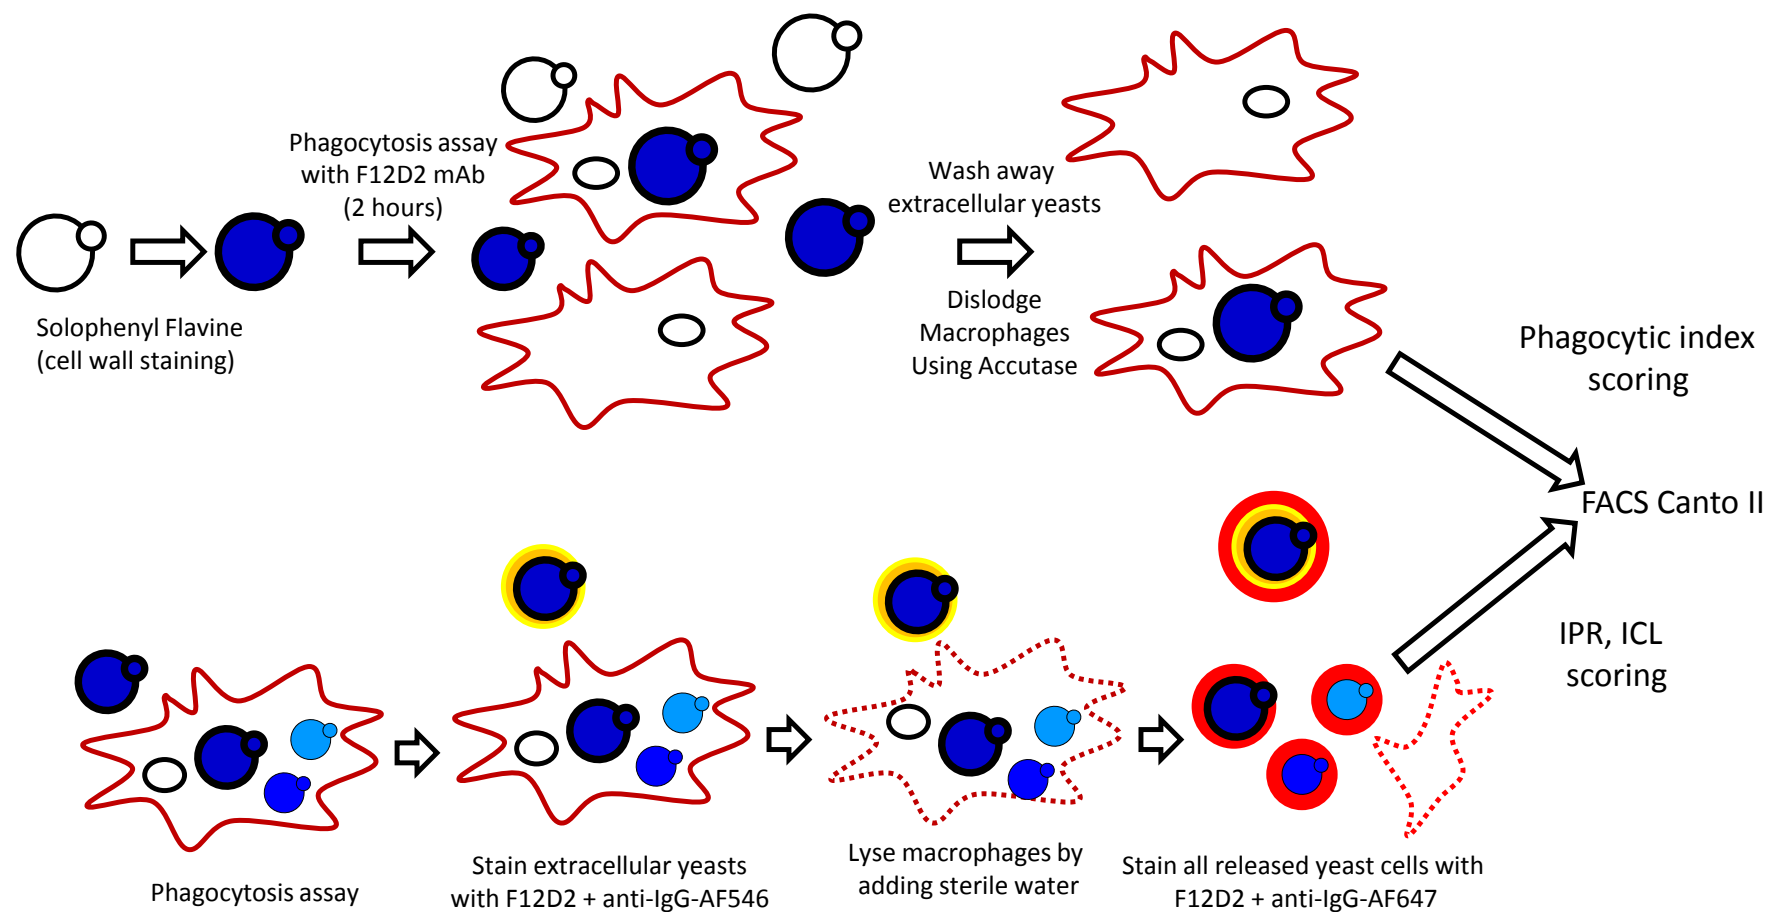 Solophenyl Flavine
(cell wall staining)
Phagocytosis assay
with F12D2 mAb
(2 hours)
Wash away
extracellular yeasts
Dislodge
Macrophages
Using Accutase
Phagocytic index
scoring
FACS Canto II
IPR, ICL
scoring
Phagocytosis assay
Stain extracellular yeasts
with F12D2 + anti-IgG-AF546
Lyse macrophages by
adding sterile water
Stain all released yeast cells with
F12D2 + anti-IgG-AF647